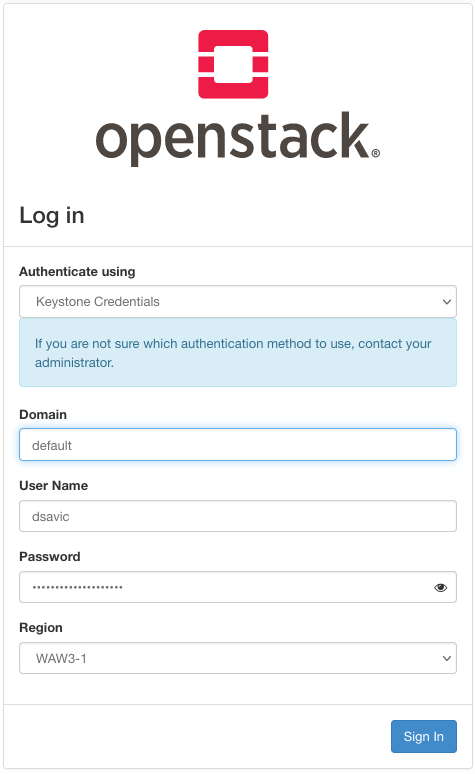 openstack®
Log in
Authenticate using
Keystone Credentials
If you are not sure which authentication method to use, contact your
administrator.
Domain
default
User Name
dsavic
Password
••••••••••••••••••••
Region
WAW3-1
Sign In